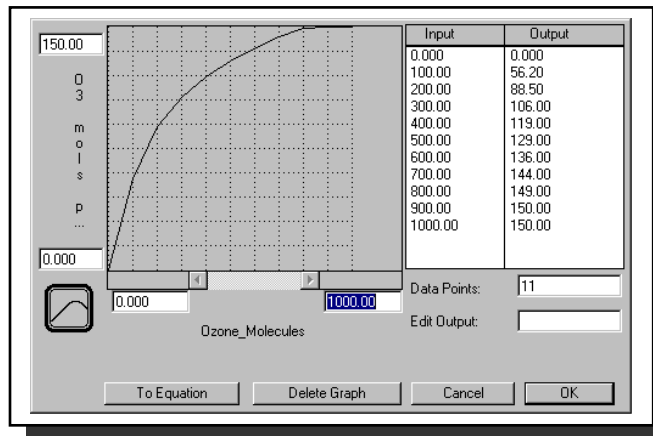 150.00
O
3
m
o
l
s
p
...
0.000
0.000
1000.00
Ozone_Molecules
Input Output
0.000 0.000
100.00 56.20
200.00 88.50
300.00 106.00
400.00 119.00
500.00 129.00
600.00 136.00
700.00 144.00
800.00 149.00
900.00 150.00
1000.00 150.00
Data Points: 11
Edit Output:
To Equation
Delete Graph
Cancel
OK